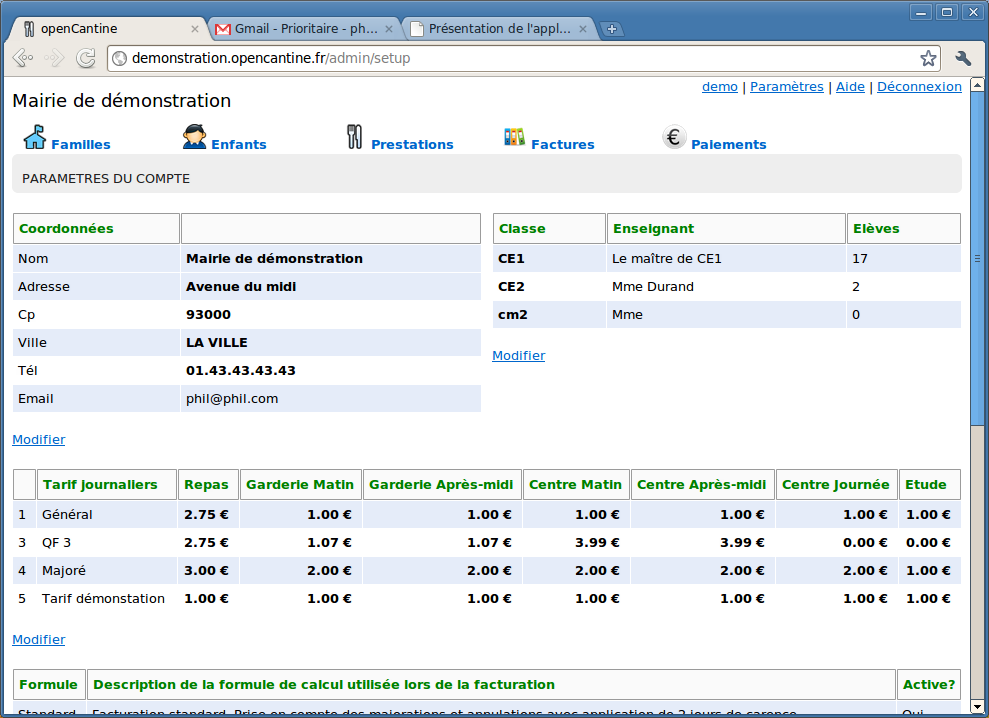 openCantine
Gmail - Prioritaire - ph...
Présentation de l'appl...
demonstration.opencantine.fr/admin/setup
demo | Paramètres | Aide | Déconnexion
Mairie de démonstration
Familles Enfants Prestations Factures € Paiements
PARAMETRES DU COMPTE
Coordonnées
Nom Mairie de démonstration
Adresse Avenue du midi
Cp 93000
Ville LA VILLE
Tél 01.43.43.43.43
Email phil@phil.com
Modifier
Classe Enseignant Elèves
CE1 Le maître de CE1 17
CE2 Mme Durand 2
cm2 Mme 0
Modifier
Tarif journaliers Repas Garderie Matin Garderie Après-midi Centre Matin Centre Après-midi Centre Journée Etude
1 Général 2.75 € 1.00 € 1.00 € 1.00 € 1.00 € 1.00 € 1.00 €
3 QF 3 2.75 € 1.07 € 1.07 € 3.99 € 3.99 € 0.00 € 0.00 €
4 Majoré 3.00 € 2.00 € 2.00 € 2.00 € 2.00 € 2.00 € 1.00 €
5 Tarif démonstation 1.00 € 1.00 € 1.00 € 1.00 € 1.00 € 1.00 € 1.00 €
Modifier
Formule Description de la formule de calcul utilisée lors de la facturation Active?
Standard Facturation standard. Prise en compte des majorations et annulations avec application de 2 jours de carence Oui